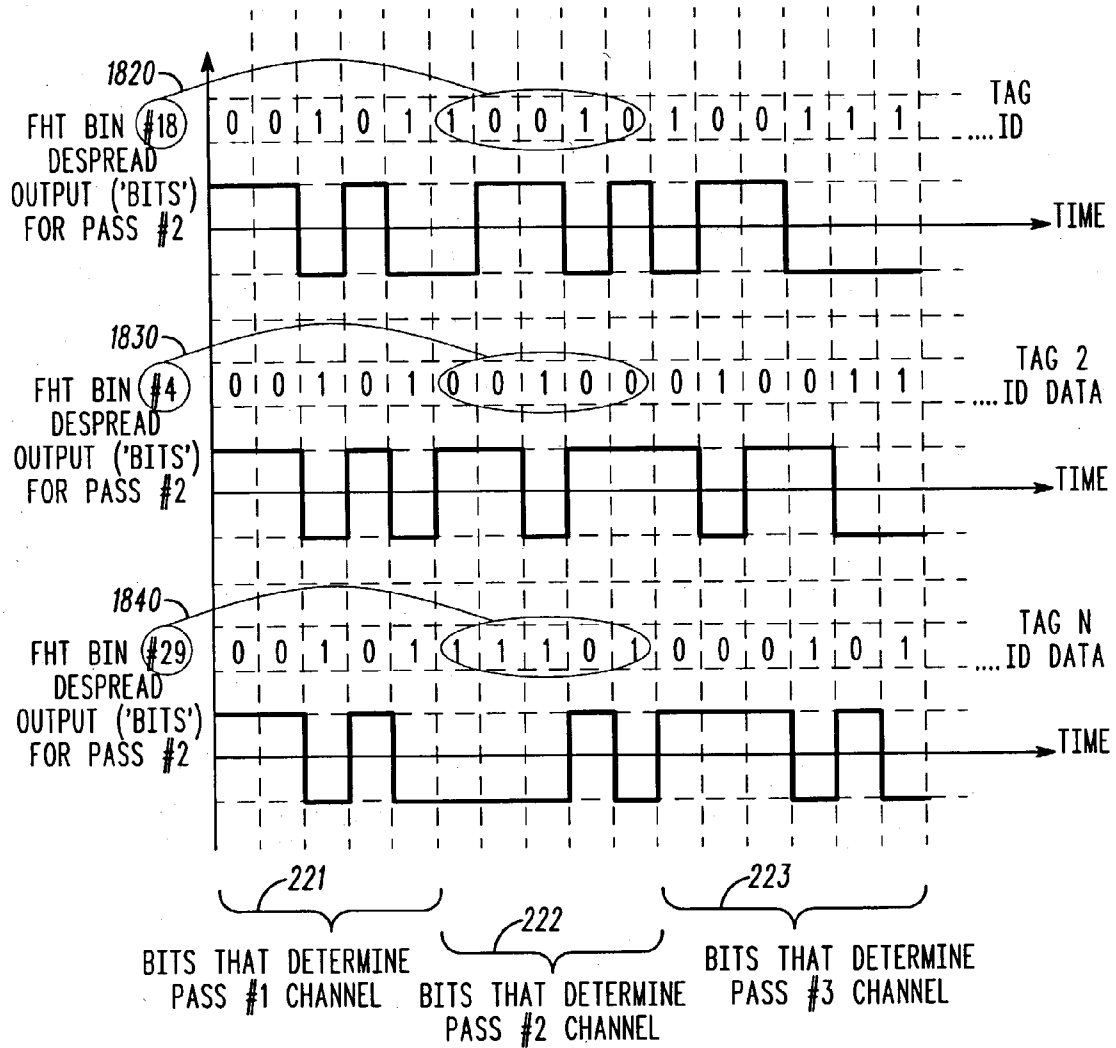 1820
FHT BIN #18 0 0 1 0 1 1 0 0 1 0 1 0 0 1 1 1 .... TAG ID
DESPREAD
OUTPUT ('BITS')
FOR PASS #2
TIME
1830
FHT BIN #4 0 0 1 0 1 0 0 1 0 0 0 1 0 0 1 1 .... TAG 2 ID DATA
DESPREAD
OUTPUT ('BITS')
FOR PASS #2
TIME
1840
FHT BIN #29 0 0 1 0 1 1 1 1 0 1 0 0 0 1 0 1 .... TAG N ID DATA
DESPREAD
OUTPUT ('BITS')
FOR PASS #2
TIME
221
BITS THAT DETERMINE
PASS #1 CHANNEL
222
BITS THAT DETERMINE
PASS #2 CHANNEL
223
BITS THAT DETERMINE
PASS #3 CHANNEL